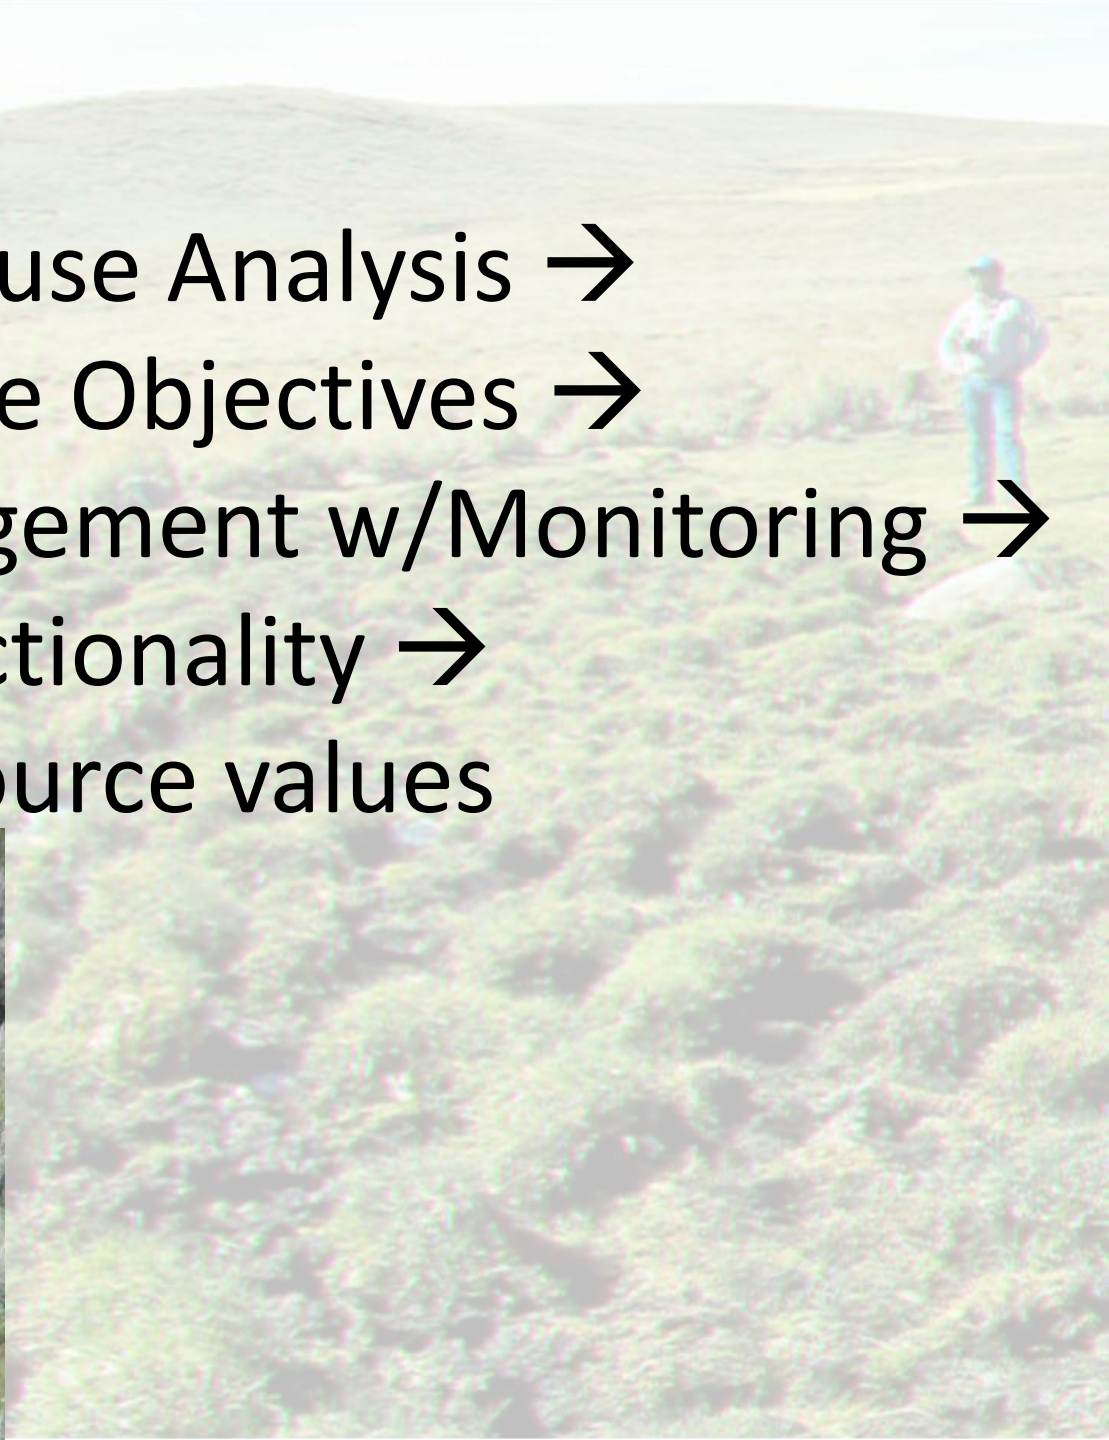 use Analysis →
e Objectives →
gement w/Monitoring →
ctionality →
ource values